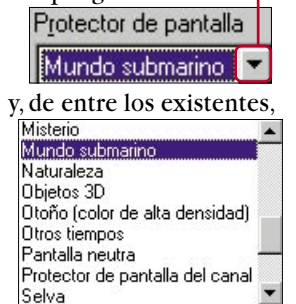 Protector de pantalla
Mundo submarino
y, de entre los existentes,
Misterio
Mundo submarino
Naturaleza
Objetos 3D
Otoño (color de alta densidad)
Otros tiempos
Pantalla neutra
Protector de pantalla del canal
Selva